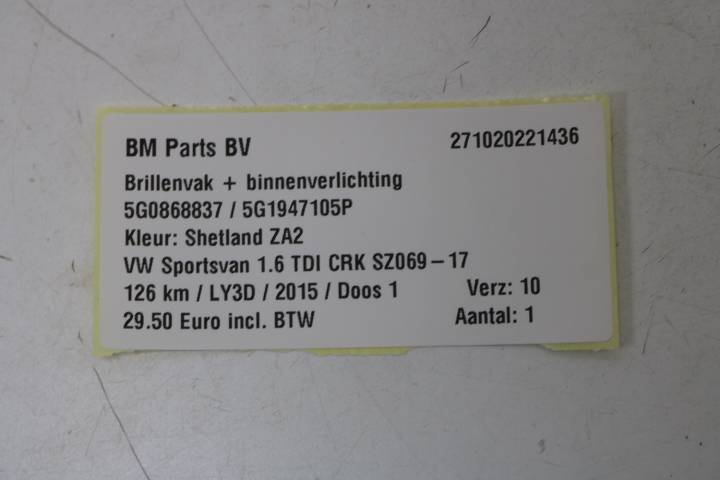 BM Parts BV 271020221436
Brillenvak + binnenverlichting
5G0868837 / 5G1947105P
Kleur: Shetland ZA2
VW Sportsvan 1.6 TDI CRK SZ069-17
126 km / LY3D / 2015 / Doos 1 Verz: 10
29.50 Euro incl. BTW Aantal: 1